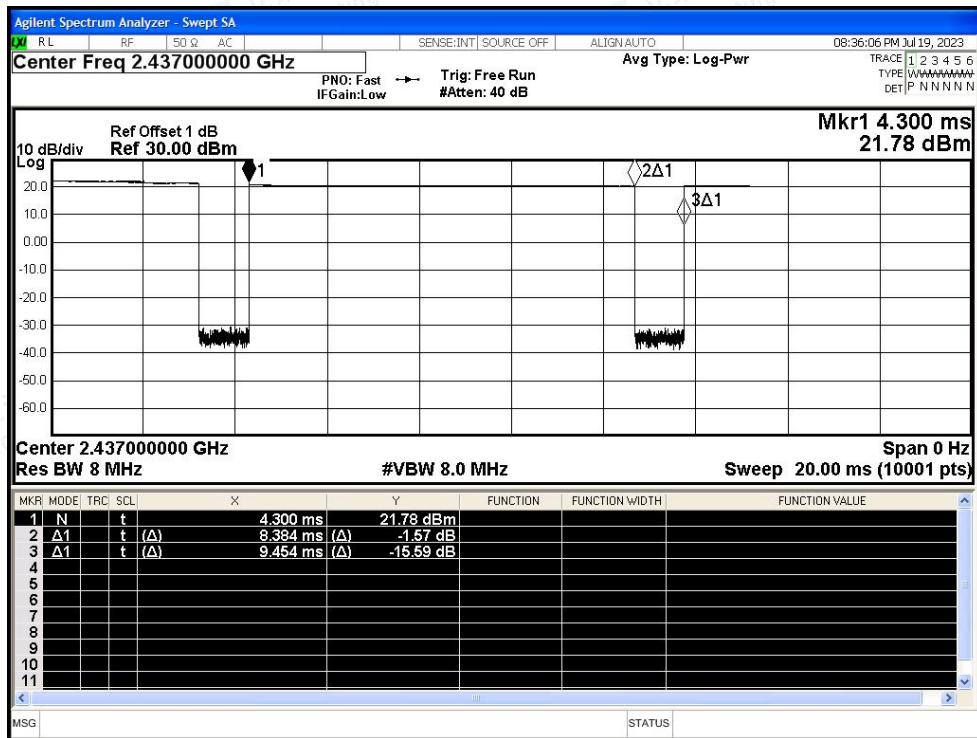 Agilent Spectrum Analyzer - Swept SA
LXI RL RF 50 Ω AC SENSE:INT SOURCE OFF ALIGN AUTO 08:36:06 PM Jul 19, 2023
Center Freq 2.437000000 GHz
PNO: Fast
IFGain:Low
Trig: Free Run
#Atten: 40 dB
Avg Type: Log-Pwr
TRACE 1 2 3 4 5 6
TYPE
DET P N N N N N
Mkr1 4.300 ms
21.78 dBm
Ref Offset 1 dB
10 dB/div Ref 30.00 dBm
Log
1
2Δ1
3Δ1
20.0
10.0
0.00
-10.0
-20.0
-30.0
-40.0
-50.0
-60.0
Center 2.437000000 GHz Span 0 Hz
Res BW 8 MHz #VBW 8.0 MHz Sweep 20.00 ms (10001 pts)
MKR MODE TRC SCL X Y FUNCTION FUNCTION WIDTH FUNCTION VALUE
1 N t 4.300 ms 21.78 dBm
2 Δ1 t (Δ) 8.384 ms (Δ) -1.57 dB
3 Δ1 t (Δ) 9.454 ms (Δ) -15.59 dB
4
5
6
7
8
9
10
11
MSG STATUS